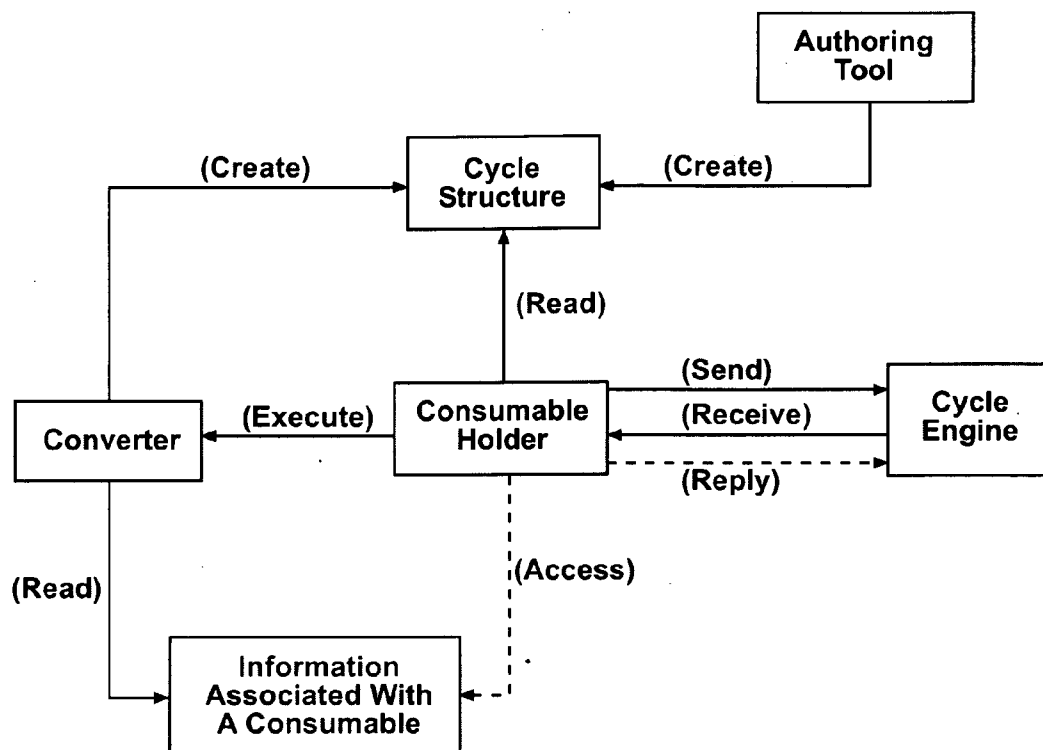 Authoring
Tool
(Create)
Cycle
Structure
(Create)
(Read)
(Send)
Converter
(Execute)
Consumable
Holder
(Receive)
Cycle
Engine
(Reply)
(Read)
(Access)
Information
Associated With
A Consumable